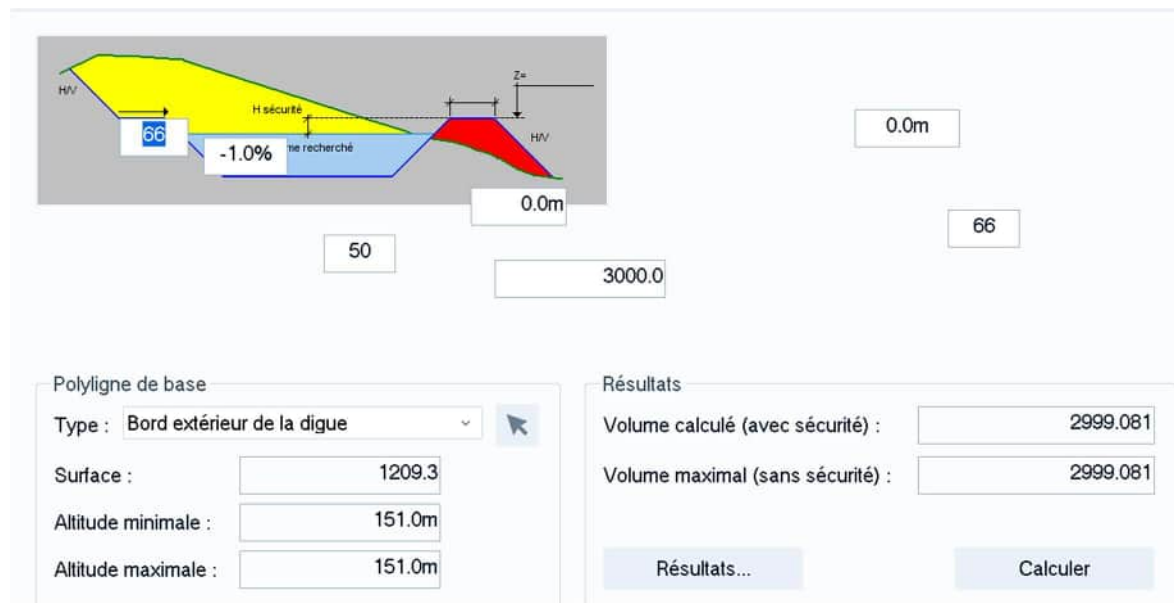 Z=
H/V
H sécurité
0.0m
66
H/V
me recherché
-1.0%
0.0m
66
50
3000.0
Polyligne de base
Type : Bord extérieur de la digue
Surface : 1209.3
Altitude minimale : 151.0m
Altitude maximale : 151.0m
Résultats
Volume calculé (avec sécurité) : 2999.081
Volume maximal (sans sécurité) : 2999.081
Résultats...
Calculer